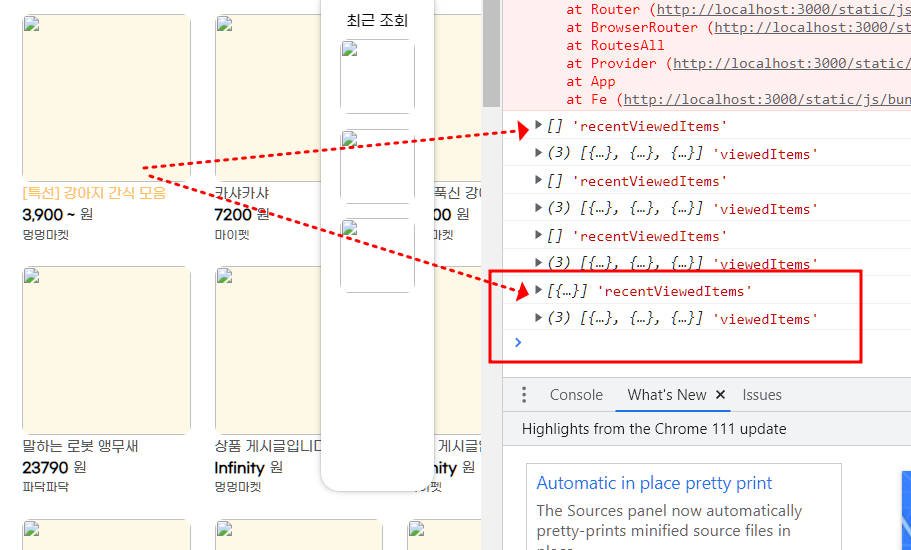 최근 조회
[특선] 강아지 간식 모음
3,900 ~ 원
멍멍마켓
카샤카샤
7200 원
마이펫
푹신 강아
00 원
마켓
말하는 로봇 앵무새
23790 원
파닥파닥
상품 게시글입니다
Infinity 원
멍멍마켓
게시글입
nity 원
이펫
at Router (http://localhost:3000/static/js
at BrowserRouter (http://localhost:3000/st
at RoutesAll
at Provider (http://localhost:3000/static/
at App
at Fe (http://localhost:3000/static/js/bun
[] 'recentViewedItems'
(3) [{…}, {…}, {…}] 'viewedItems'
[] 'recentViewedItems'
(3) [{…}, {…}, {…}] 'viewedItems'
[] 'recentViewedItems'
(3) [{…}, {…}, {…}] 'viewedItems'
[{…}] 'recentViewedItems'
(3) [{…}, {…}, {…}] 'viewedItems'
Console What's New Issues
Highlights from the Chrome 111 update
Automatic in place pretty print
The Sources panel now automatically
pretty-prints minified source files in
place.